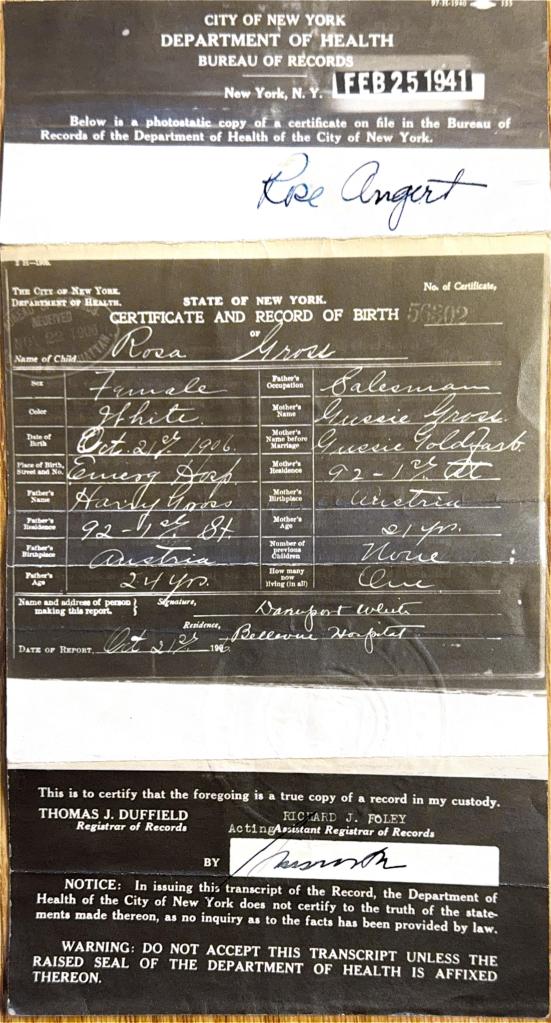 CITY OF NEW YORK
DEPARTMENT OF HEALTH
BUREAU OF RECORDS
New York, N. Y. FEB 25 1941
Below is a photostatic copy of a certificate on file in the Bureau of
Records of the Department of Health of the City of New York.
Rose Angert
THE CITY OF NEW YORK.
DEPARTMENT OF HEALTH.
STATE OF NEW YORK.
No. of Certificate,
CERTIFICATE AND RECORD OF BIRTH 56302
OF
Name of Child Rosa Gross
Sex Female Father's Occupation Salesman
Color White Mother's Name Gussie Gross
Date of Birth Oct. 21st 1906. Mother's Name before Marriage Gussie Goldfarb.
Place of Birth, Street and No. Emerg Hosp Mother's Residence 92 - 1st St
Father's Name Harry Gross Mother's Birthplace Austria
Father's Residence 92 - 1st St. Mother's Age 21 yrs.
Father's Birthplace Austria Number of previous Children None
Father's Age 24 yrs. How many now living (in all) One
Name and address of person making this report. } Signature, Davenport White
Residence, Bellevue Hospital
DATE OF REPORT, Oct 21st 1906
This is to certify that the foregoing is a true copy of a record in my custody.
THOMAS J. DUFFIELD RICHARD J. FOLEY
Registrar of Records Acting Assistant Registrar of Records
BY
NOTICE: In issuing this transcript of the Record, the Department of
Health of the City of New York does not certify to the truth of the state-
ments made thereon, as no inquiry as to the facts has been provided by law.
WARNING: DO NOT ACCEPT THIS TRANSCRIPT UNLESS THE
RAISED SEAL OF THE DEPARTMENT OF HEALTH IS AFFIXED
THEREON.